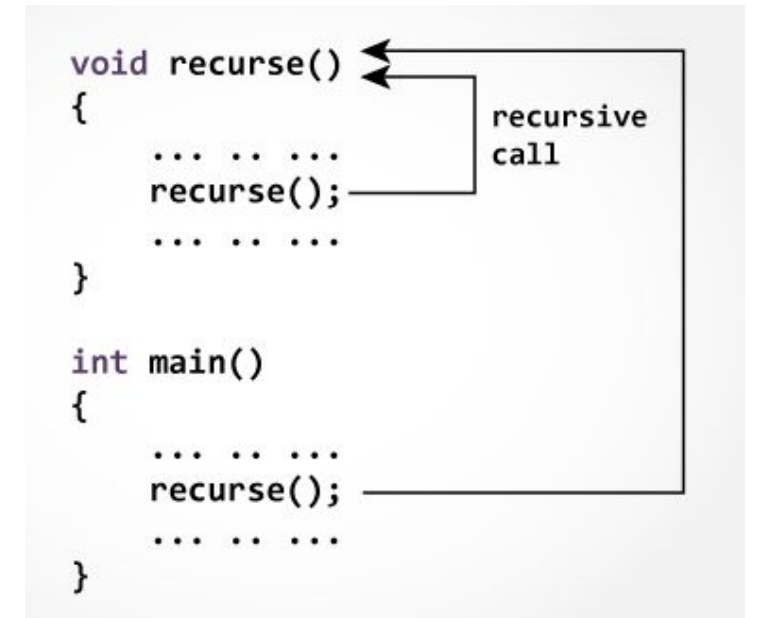 void recurse()
{
... .. ...
recurse();
... .. ...
}
recursive
call
int main()
{
... .. ...
recurse();
... .. ...
}